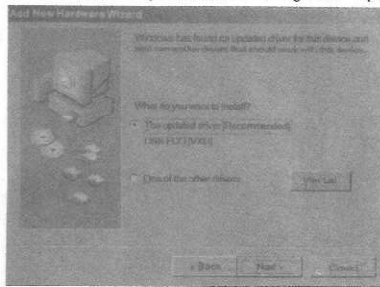 Add New Hardware Wizard
Windows has found an updated driver for this device and
other drivers that should work with this device.
What do you want to install?
The updated driver (Recommended)
One of the other drivers
View List...
< Back
Next >
Cancel